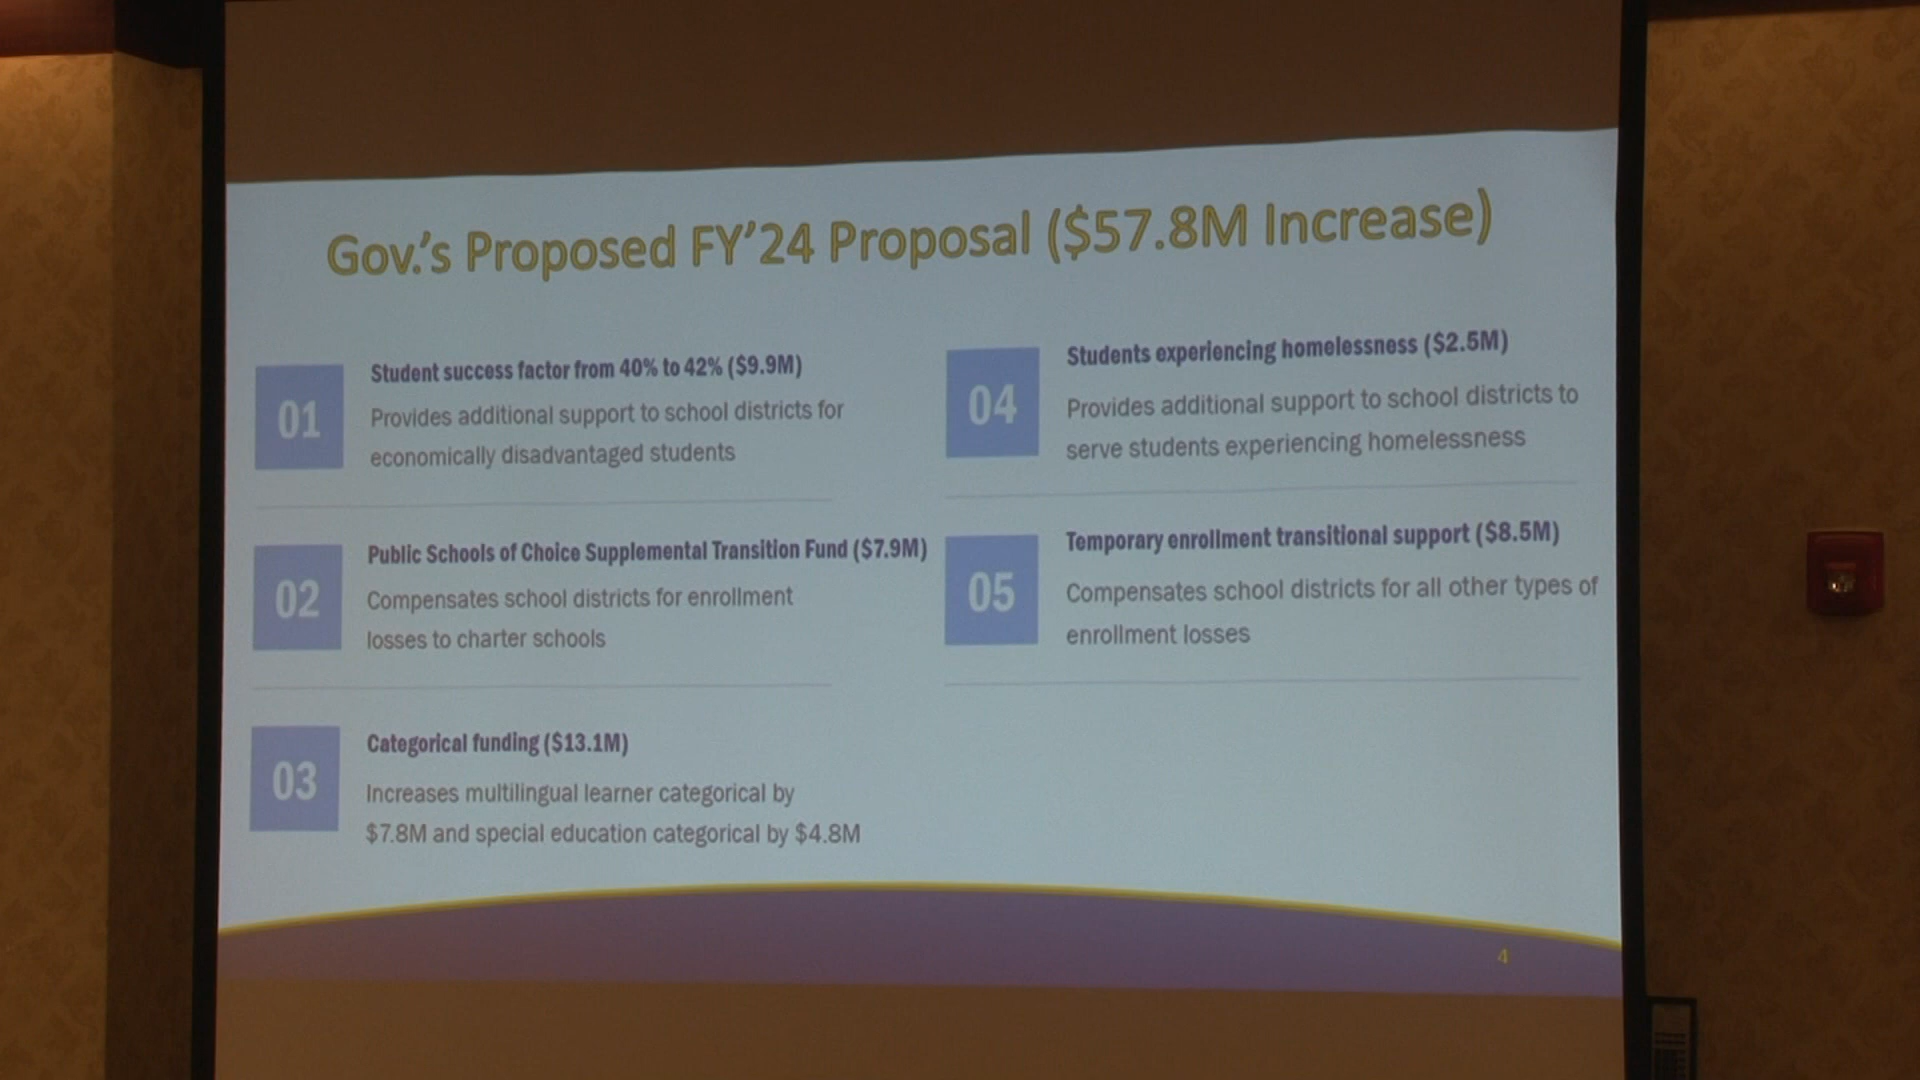 Gov.'s Proposed FY'24 Proposal ($57.8M Increase)
01
Student success factor from 40% to 42% ($9.9M)
Provides additional support to school districts for
economically disadvantaged students
02
Public Schools of Choice Supplemental Transition Fund ($7.9M)
Compensates school districts for enrollment
losses to charter schools
03
Categorical funding ($13.1M)
Increases multilingual learner categorical by
$7.8M and special education categorical by $4.8M
04
Students experiencing homelessness ($2.5M)
Provides additional support to school districts to
serve students experiencing homelessness
05
Temporary enrollment transitional support ($8.5M)
Compensates school districts for all other types of
enrollment losses
4